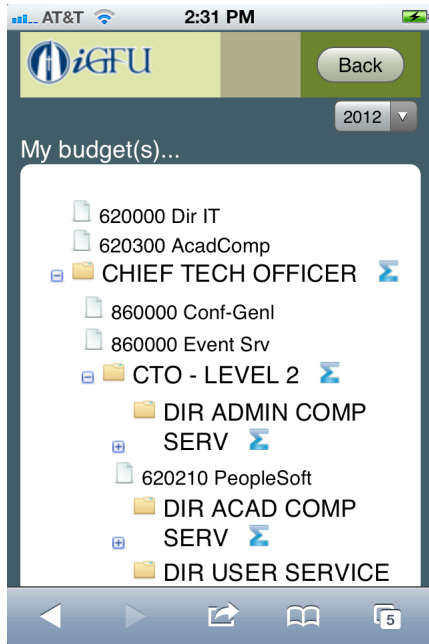 AT&T 2:31 PM
iGFU Back
2012
My budget(s)...
620000 Dir IT
620300 AcadComp
CHIEF TECH OFFICER Σ
860000 Conf-Genl
860000 Event Srv
CTO - LEVEL 2 Σ
DIR ADMIN COMP
SERV Σ
620210 PeopleSoft
DIR ACAD COMP
SERV Σ
DIR USER SERVICE
5